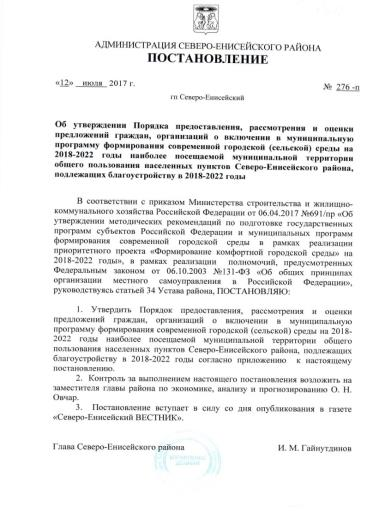 АДМИНИСТРАЦИЯ СЕВЕРО-ЕНИСЕЙСКОГО РАЙОНА
ПОСТАНОВЛЕНИЕ
«12» июля 2017 г.
№ 276 -п
гп Северо-Енисейский
Об утверждении Порядка предоставления, рассмотрения и оценки
предложений граждан, организаций о включении в муниципальную
программу формирования современной городской (сельской) среды на
2018-2022 годы наиболее посещаемой муниципальной территории
общего пользования населенных пунктов Северо-Енисейского района,
подлежащих благоустройству в 2018-2022 годы
В соответствии с приказом Министерства строительства и жилищно-
коммунального хозяйства Российской Федерации от 06.04.2017 №691/пр «Об
утверждении методических рекомендаций по подготовке государственных
программ субъектов Российской Федерации и муниципальных программ
формирования современной городской среды в рамках реализации
приоритетного проекта «Формирование комфортной городской среды» на
2018-2022 годы», в рамках реализации полномочий, предусмотренных
Федеральным законом от 06.10.2003 №131-ФЗ «Об общих принципах
организации местного самоуправления в Российской Федерации»,
руководствуясь статьей 34 Устава района, ПОСТАНОВЛЯЮ:
1. Утвердить Порядок предоставления, рассмотрения и оценки
предложений граждан, организаций о включении в муниципальную
программу формирования современной городской (сельской) среды на 2018-
2022 годы наиболее посещаемой муниципальной территории общего
пользования населенных пунктов Северо-Енисейского района, подлежащих
благоустройству в 2018-2022 годы согласно приложению к настоящему
постановлению.
2. Контроль за выполнением настоящего постановления возложить на
заместителя главы района по экономике, анализу и прогнозированию О. Н.
Овчар.
3. Постановление вступает в силу со дня опубликования в газете
«Северо-Енисейский ВЕСТНИК».
Глава Северо-Енисейского района
И. М. Гайнутдинов